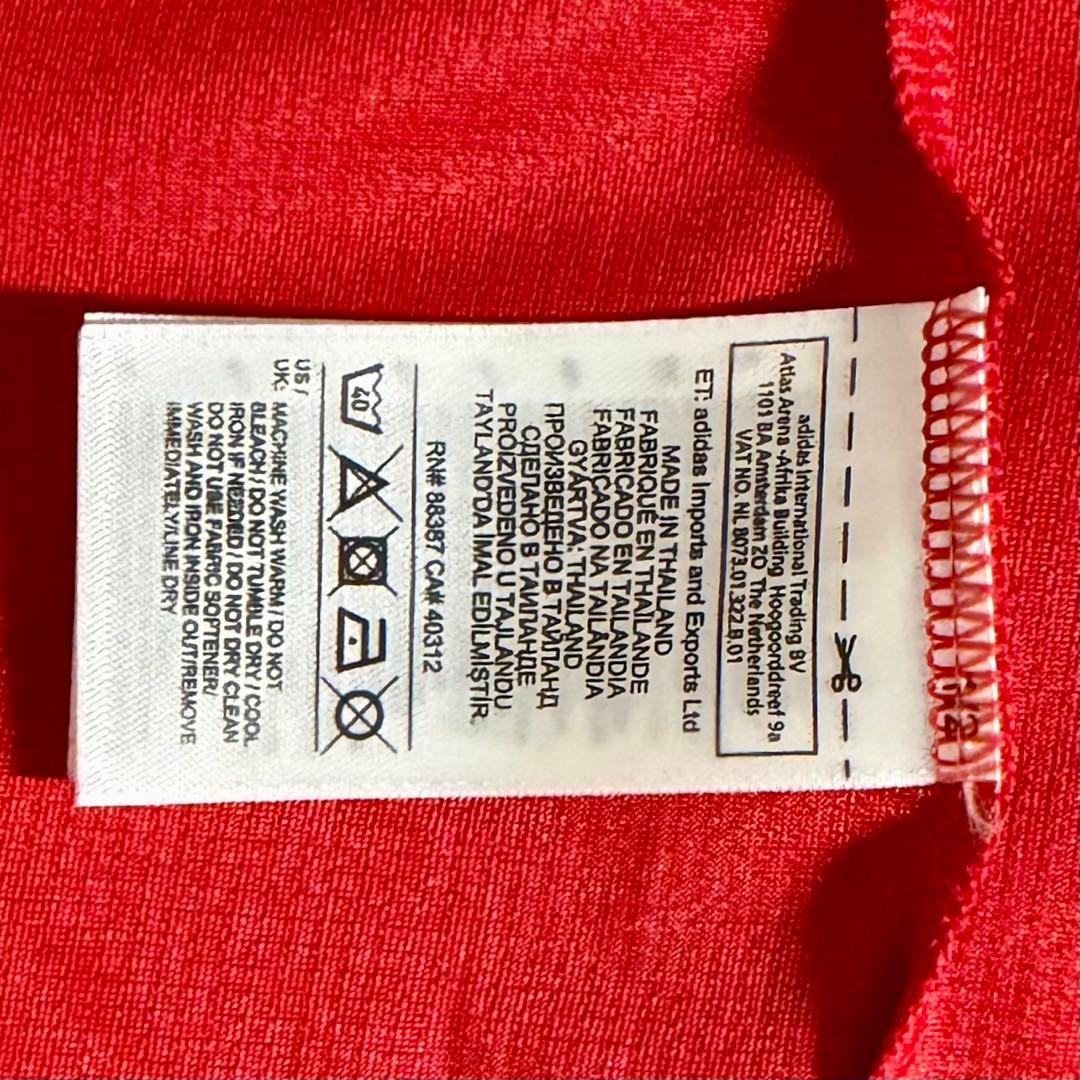 adidas International Trading BV
Atlas Arena -Afrika Building Hoogoorddreef 9a
1101 BA Amsterdam ZO The Netherlands
VAT NO. NL 8073.01.322.B.01
ET: adidas Imports and Exports Ltd
MADE IN THAILAND
FABRIQUÉ EN THAÏLANDE
FABRICADO EN TAILANDIA
FABRICADO NA TAILÂNDIA
GYÁRTVA: THAILAND
ПРОИЗВЕДЕНО В ТАЙЛАНД
СДЕЛАНО В ТАИЛАНДЕ
PROIZVEDENO U TAJLANDU
TAYLAND'DA İMAL EDİLMİŞTİR.
RN# 88387 CA# 40312
40
US /
UK: MACHINE WASH WARM / DO NOT
BLEACH / DO NOT TUMBLE DRY / COOL
IRON IF NEEDED / DO NOT DRY CLEAN
DO NOT USE FABRIC SOFTENER/
WASH AND IRON INSIDE OUT/REMOVE
IMMEDIATELY/LINE DRY